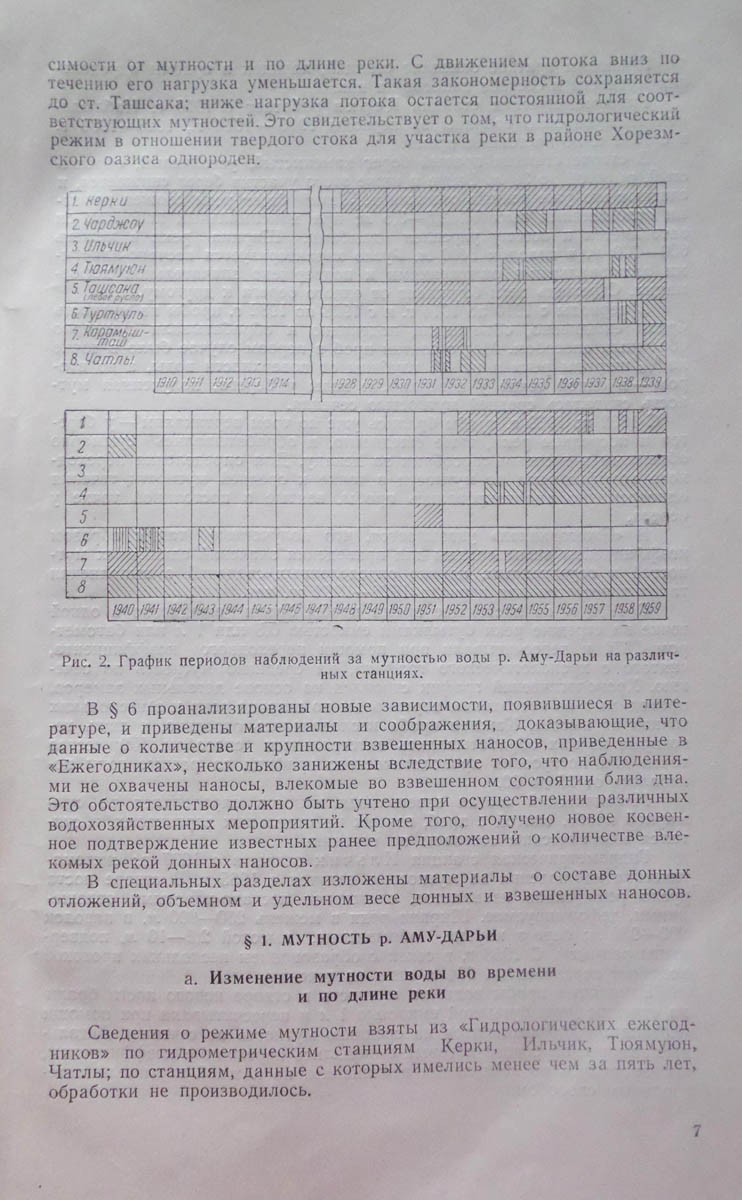 симости от мутности и по длине реки. С движением потока вниз по
течению его нагрузка уменьшается. Такая закономерность сохраняется
до ст. Ташсака; ниже нагрузка потока остается постоянной для соот-
ветствующих мутностей. Это свидетельствует о том, что гидрологический
режим в отношении твердого стока для участка реки в районе Хорезм-
ского оазиса однороден.
1. Керки
2. Чарджоу
3. Ильчик
4. Тюямуюн
5. Ташсака
(левое русло)
6. Турткуль
7. Карамыш-
таш
8. Чатлы
1910 1911 1912 1913 1914 1928 1929 1930 1931 1932 1933 1934 1935 1936 1937 1938 1939
1
2
3
4
5
6
7
8
1940 1941 1942 1943 1944 1945 1946 1947 1948 1949 1950 1951 1952 1953 1954 1955 1956 1957 1958 1959
Рис. 2. График периодов наблюдений за мутностью воды р. Аму-Дарьи на различ-
ных станциях.
В § 6 проанализированы новые зависимости, появившиеся в лите-
ратуре, и приведены материалы и соображения, доказывающие, что
данные о количестве и крупности взвешенных наносов, приведенные в
«Ежегодниках», несколько занижены вследствие того, что наблюдения-
ми не охвачены наносы, влекомые во взвешенном состоянии близ дна.
Это обстоятельство должно быть учтено при осуществлении различных
водохозяйственных мероприятий. Кроме того, получено новое косвен-
ное подтверждение известных ранее предположений о количестве вле-
комых рекой донных наносов.
В специальных разделах изложены материалы о составе донных
отложений, объемном и удельном весе донных и взвешенных наносов.
§ 1. МУТНОСТЬ р. АМУ-ДАРЬИ
а. Изменение мутности воды во времени
и по длине реки
Сведения о режиме мутности взяты из «Гидрологических ежегод-
ников» по гидрометрическим станциям Керки, Ильчик, Тюямуюн,
Чатлы; по станциям, данные с которых имелись менее чем за пять лет,
обработки не производилось.
7